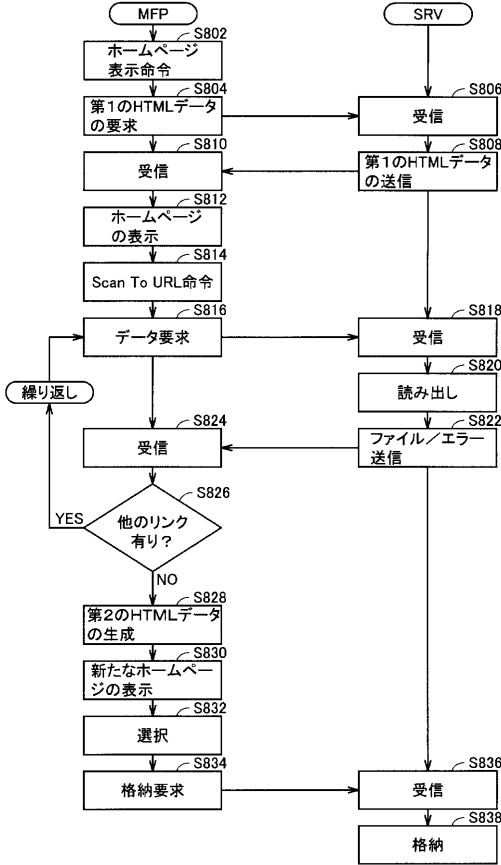 MFP
SRV
S802
ホームページ
表示命令
S804
第1のHTMLデータ
の要求
S806
受信
S810
受信
S808
第1のHTMLデータ
の送信
S812
ホームページ
の表示
S814
Scan To URL命令
S816
データ要求
S818
受信
繰り返し
S820
読み出し
S824
受信
S822
ファイル／エラー
送信
S826
他のリンク
有り？
YES
NO
S828
第2のHTMLデータ
の生成
S830
新たなホームペー
ジの表示
S832
選択
S834
格納要求
S836
受信
S838
格納